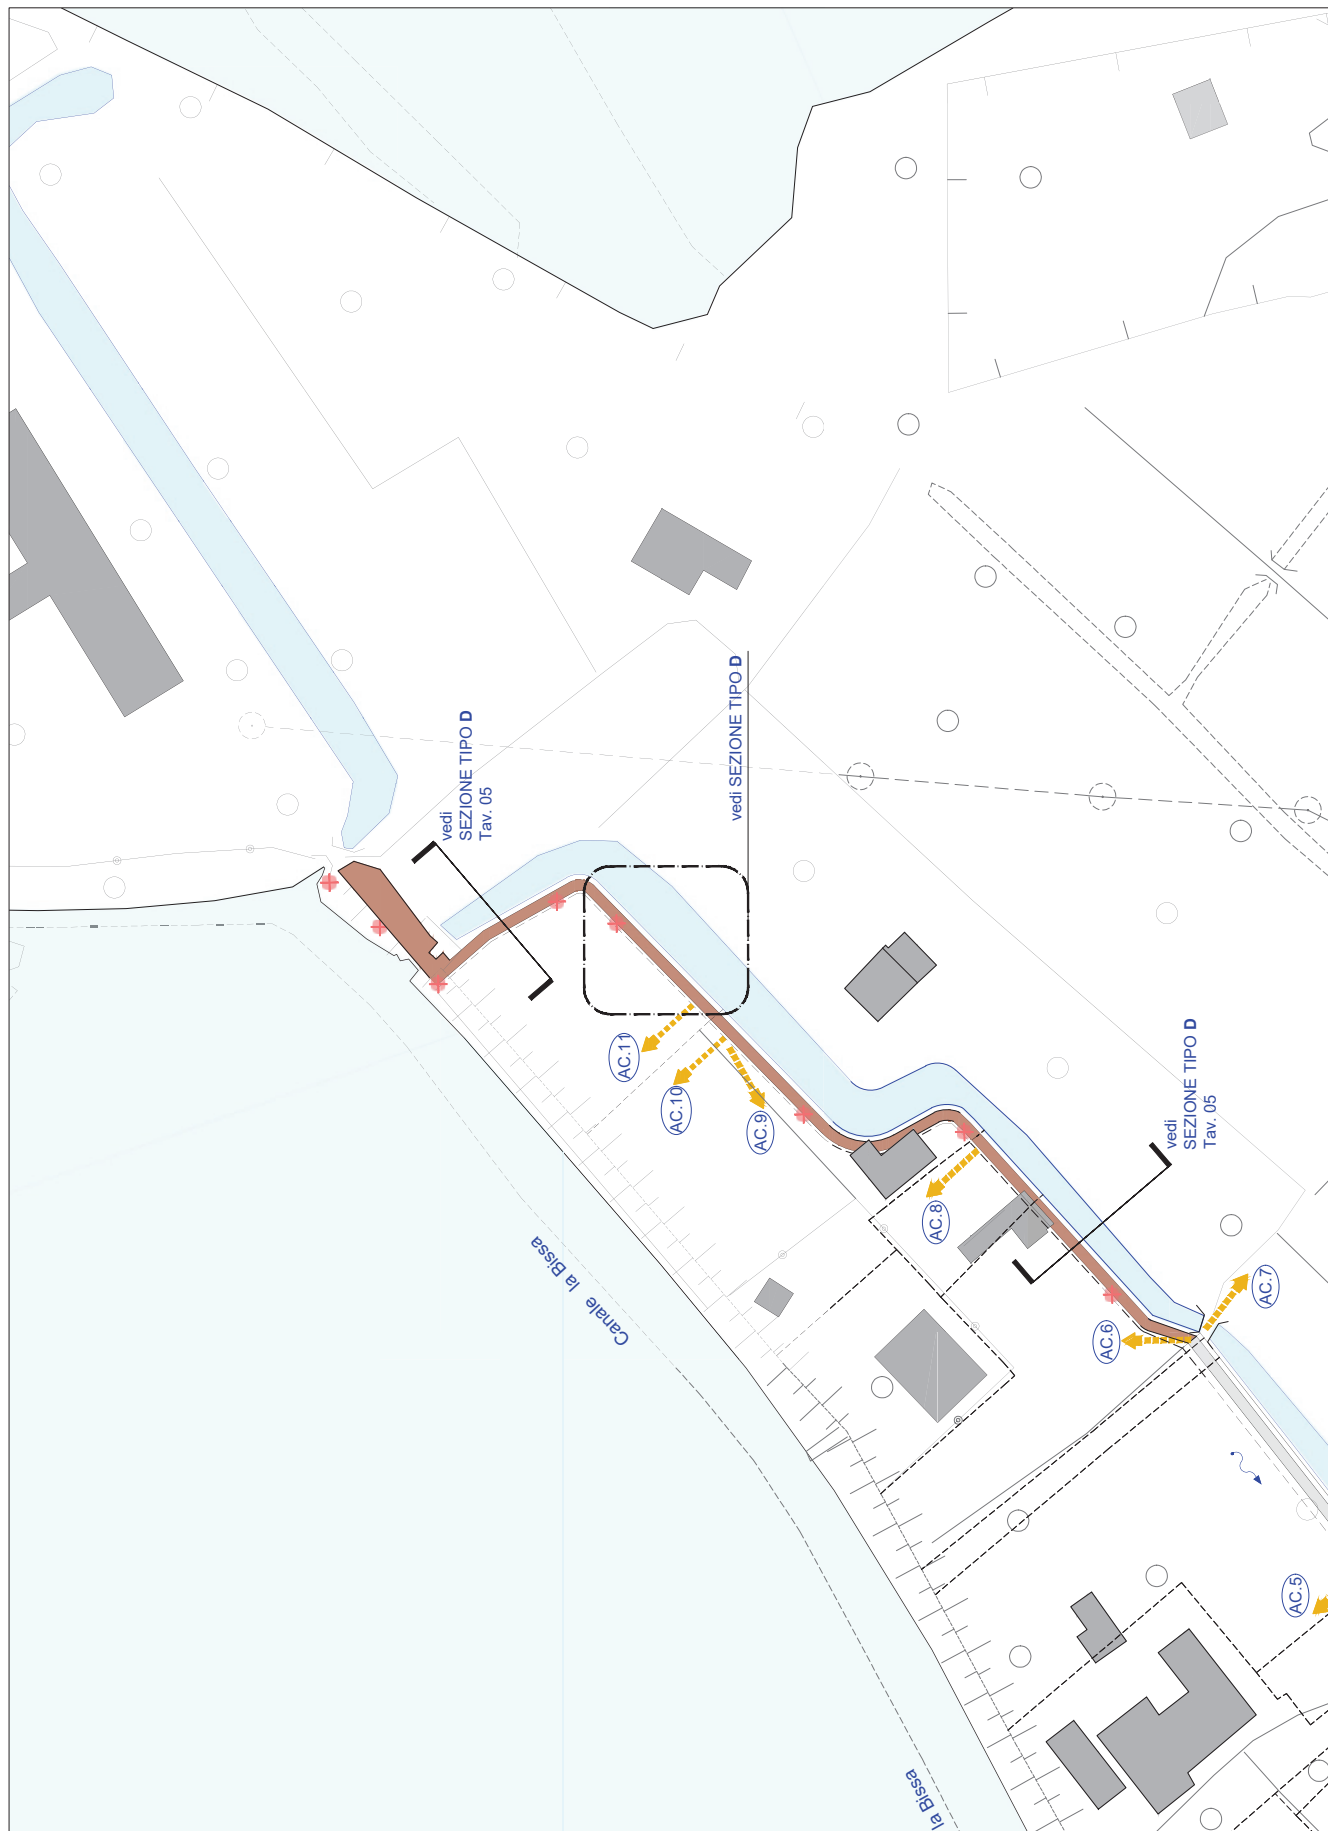 vedi
SEZIONE TIPO D
Tav. 05
vedi SEZIONE TIPO D
AC.11
AC.10
AC.9
vedi
SEZIONE TIPO D
Tav. 05
AC.8
Canale la Bissa
AC.7
AC.6
AC.5
la Bissa